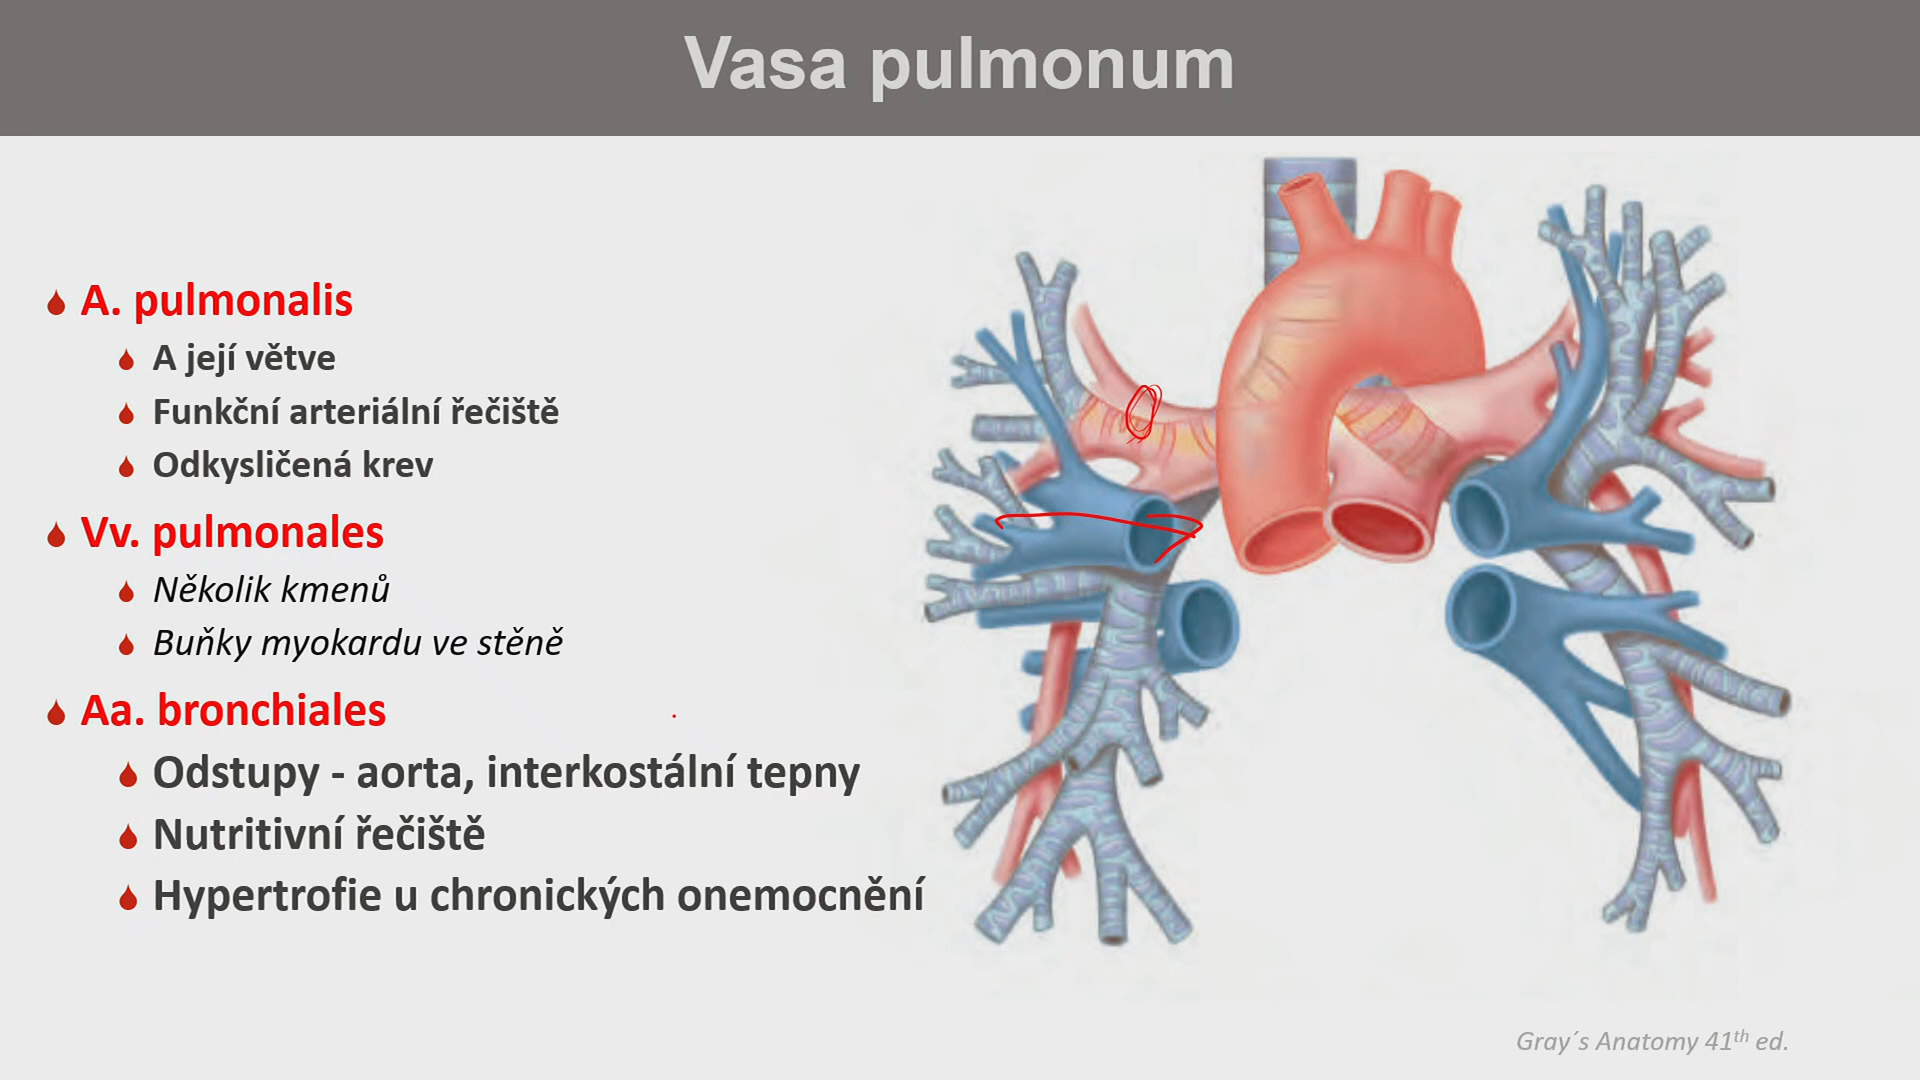 Vasa pulmonum
A. pulmonalis
A její větve
Funkční arteriální řečiště
Odkysličená krev
Vv. pulmonales
Několik kmenů
Buňky myokardu ve stěně
Aa. bronchiales
Odstupy - aorta, interkostální tepny
Nutritivní řečiště
Hypertrofie u chronických onemocnění
Gray´s Anatomy 41th ed.